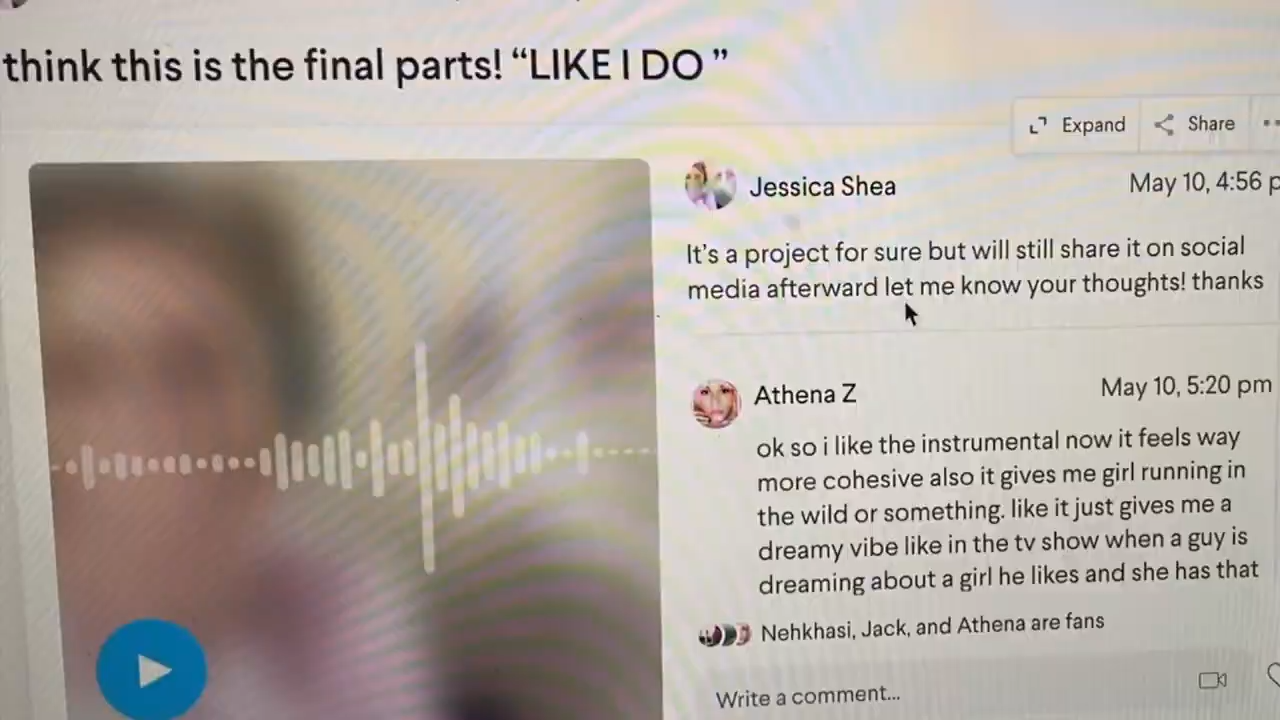 think this is the final parts! “LIKE I DO ”
Expand
Share
Jessica Shea
May 10, 4:56 p
It’s a project for sure but will still share it on social
media afterward let me know your thoughts! thanks
Athena Z
May 10, 5:20 pm
ok so i like the instrumental now it feels way
more cohesive also it gives me girl running in
the wild or something. like it just gives me a
dreamy vibe like in the tv show when a guy is
dreaming about a girl he likes and she has that
Nehkhasi, Jack, and Athena are fans
Write a comment...